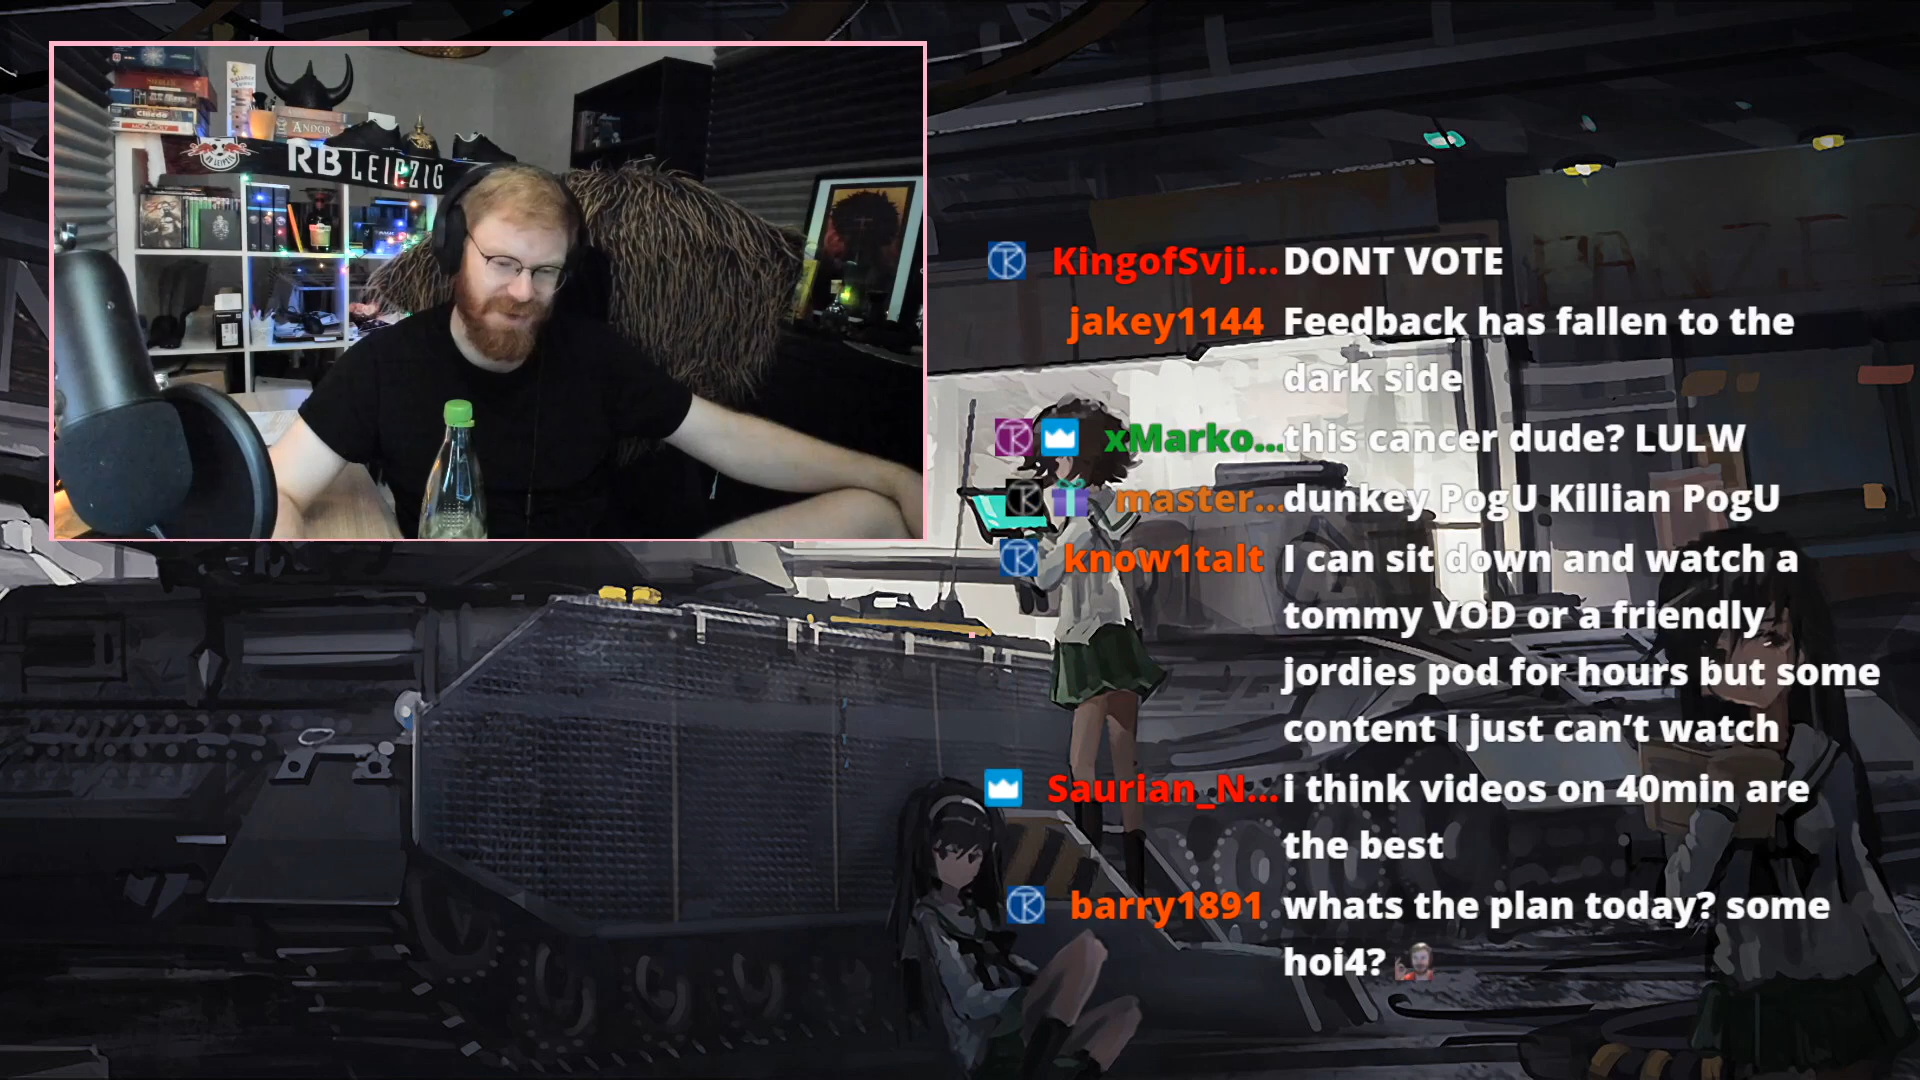 ANDOR
Cluedo
MONOPOLY
RB LEIPZIG
KingofSvji... DONT VOTE
jakey1144 Feedback has fallen to the
dark side
xMarko... this cancer dude? LULW
master... dunkey PogU Killian PogU
know1talt I can sit down and watch a
tommy VOD or a friendly
jordies pod for hours but some
content I just can’t watch
Saurian_N... i think videos on 40min are
the best
barry1891 whats the plan today? some
hoi4?